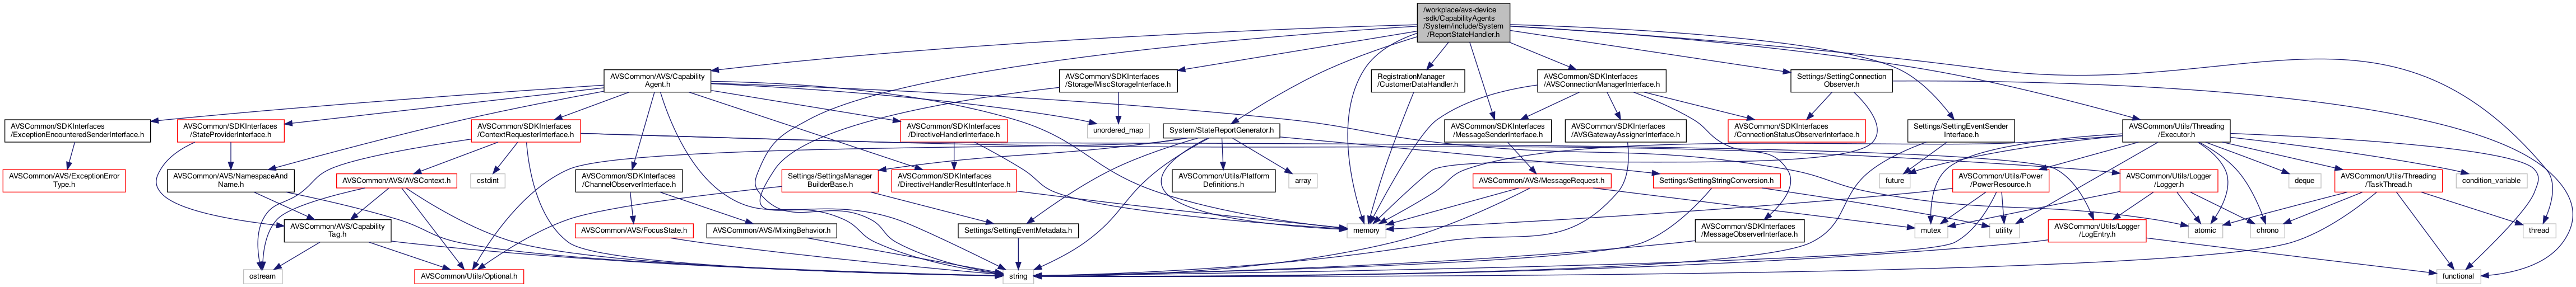 /workplace/avs-device
-sdk/CapabilityAgents
/System/include/System
/ReportStateHandler.h
AVSCommon/AVS/Capability
Agent.h
AVSCommon/SDKInterfaces
/Storage/MiscStorageInterface.h
RegistrationManager
/CustomerDataHandler.h
AVSCommon/SDKInterfaces
/AVSConnectionManagerInterface.h
Settings/SettingConnection
Observer.h
AVSCommon/SDKInterfaces
/ExceptionEncounteredSenderInterface.h
AVSCommon/SDKInterfaces
/StateProviderInterface.h
AVSCommon/SDKInterfaces
/ContextRequesterInterface.h
AVSCommon/SDKInterfaces
/DirectiveHandlerInterface.h
unordered_map
System/StateReportGenerator.h
AVSCommon/SDKInterfaces
/MessageSenderInterface.h
AVSCommon/SDKInterfaces
/AVSGatewayAssignerInterface.h
AVSCommon/SDKInterfaces
/ConnectionStatusObserverInterface.h
Settings/SettingEventSender
Interface.h
AVSCommon/Utils/Threading
/Executor.h
AVSCommon/AVS/ExceptionError
Type.h
AVSCommon/AVS/NamespaceAnd
Name.h
AVSCommon/AVS/AVSContext.h
cstdint
AVSCommon/SDKInterfaces
/ChannelObserverInterface.h
Settings/SettingsManager
BuilderBase.h
AVSCommon/SDKInterfaces
/DirectiveHandlerResultInterface.h
AVSCommon/Utils/Platform
Definitions.h
array
AVSCommon/AVS/MessageRequest.h
Settings/SettingStringConversion.h
future
AVSCommon/Utils/Power
/PowerResource.h
AVSCommon/Utils/Logger
/Logger.h
deque
AVSCommon/Utils/Threading
/TaskThread.h
condition_variable
AVSCommon/AVS/Capability
Tag.h
AVSCommon/AVS/FocusState.h
AVSCommon/AVS/MixingBehavior.h
Settings/SettingEventMetadata.h
memory
AVSCommon/SDKInterfaces
/MessageObserverInterface.h
mutex
utility
AVSCommon/Utils/Logger
/LogEntry.h
atomic
chrono
thread
ostream
AVSCommon/Utils/Optional.h
string
functional